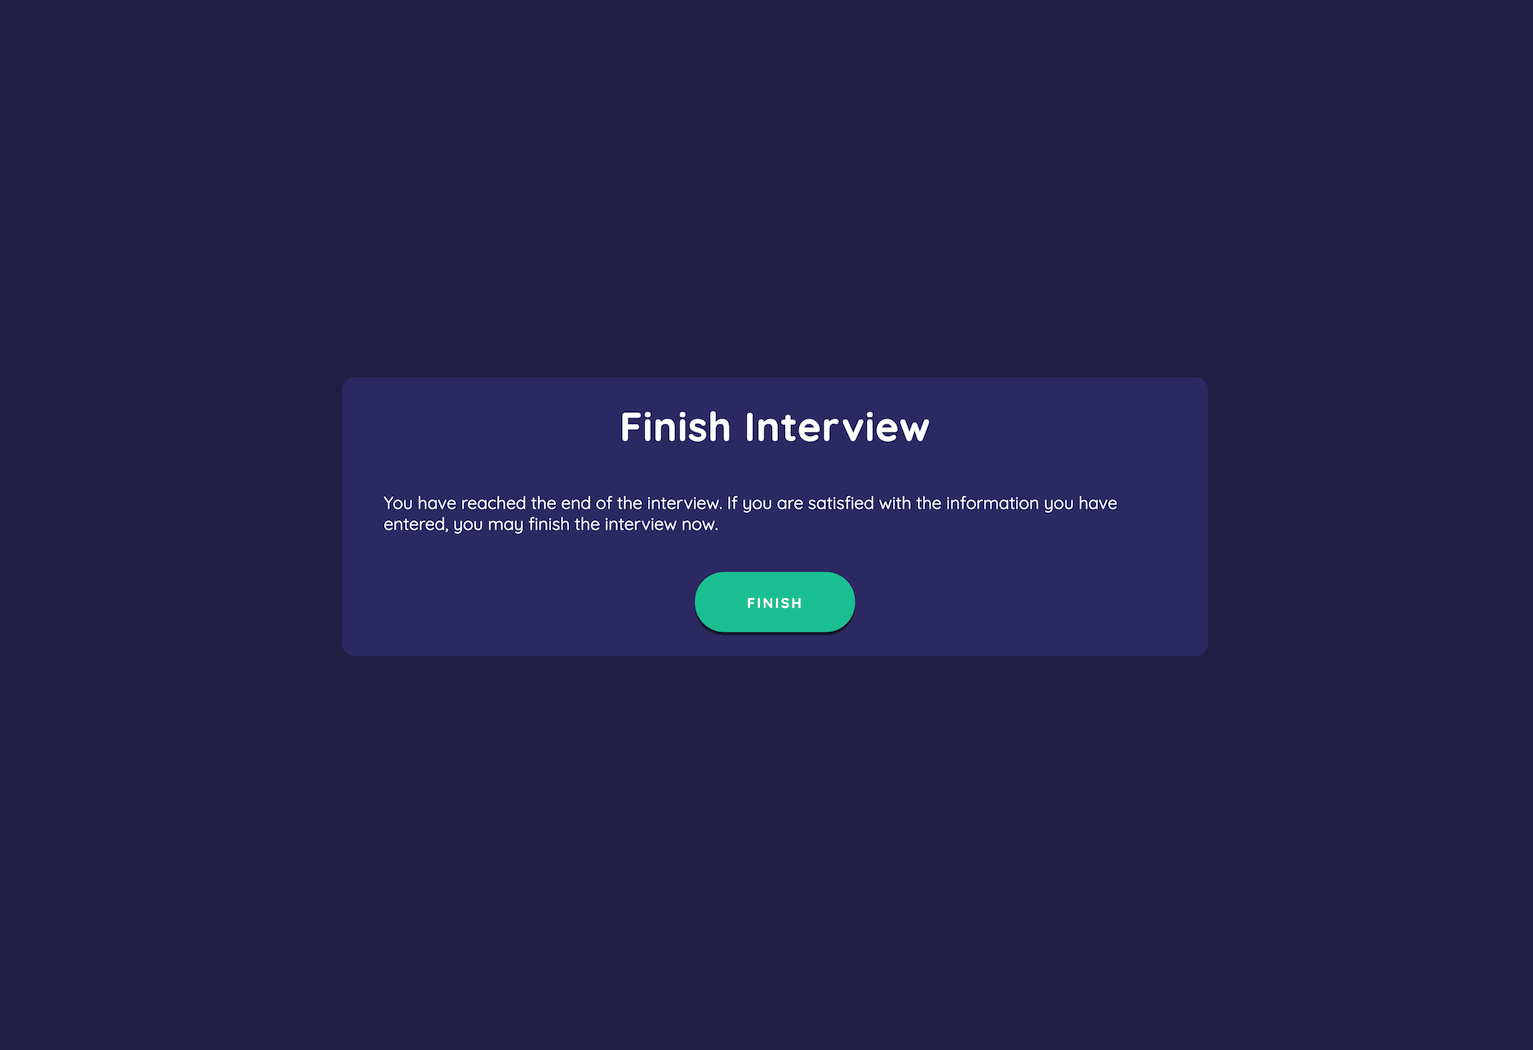 Finish Interview
You have reached the end of the interview. If you are satisfied with the information you have
entered, you may finish the interview now.
FINISH